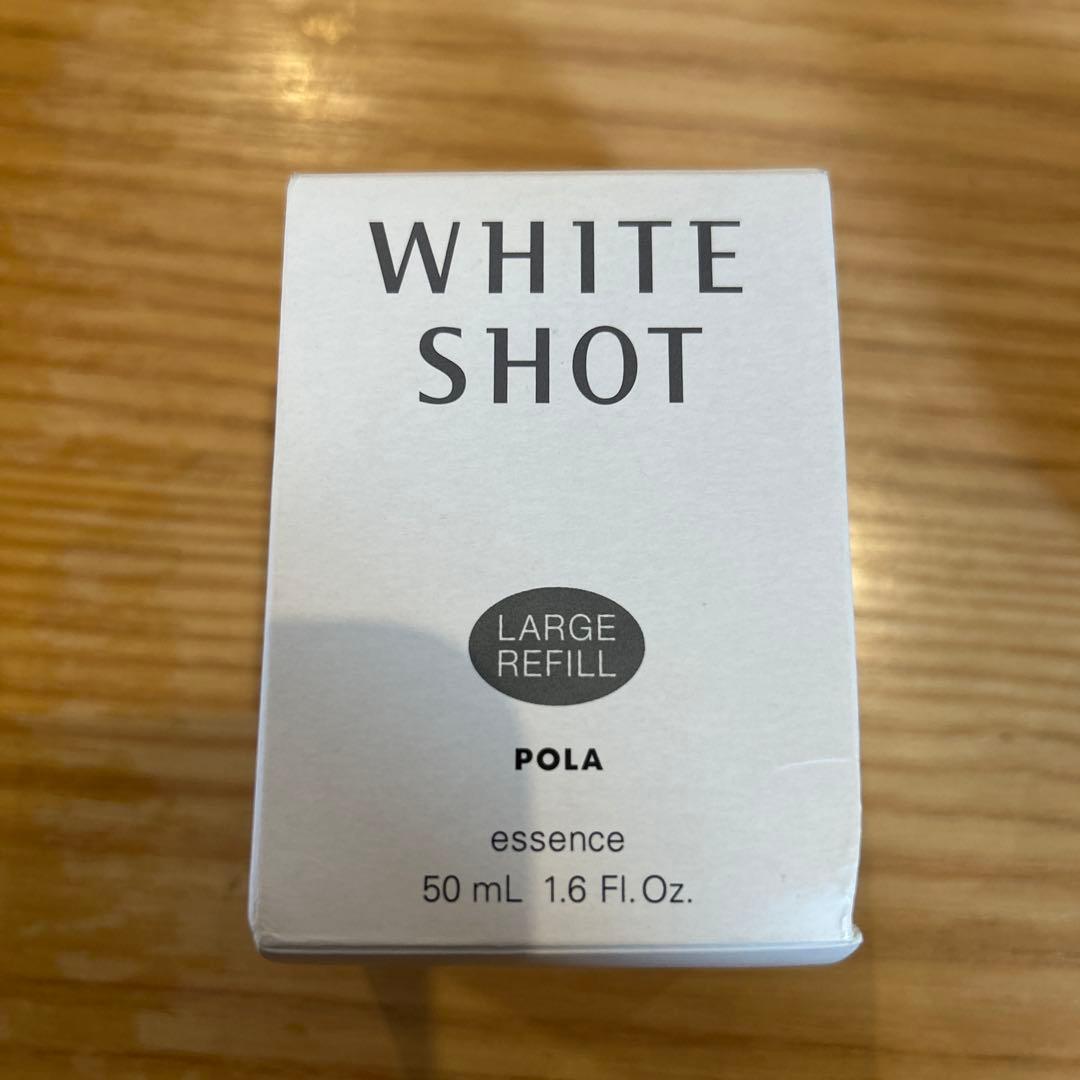 WHITE
SHOT
LARGE
REFILL
POLA
essence
50 mL 1.6 Fl.Oz.